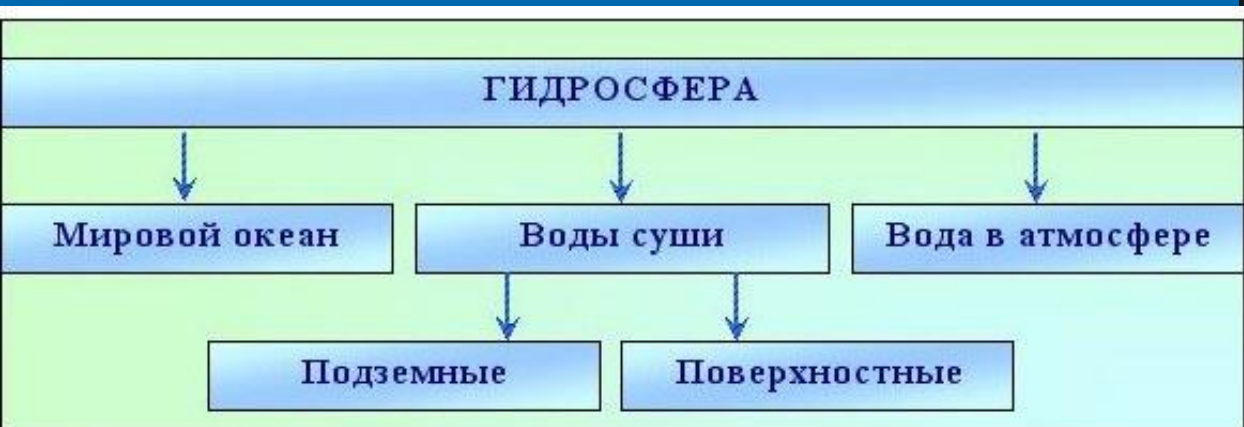 ГИДРОСФЕРА
Мировой океан
Воды суши
Вода в атмосфере
Подземные
Поверхностные